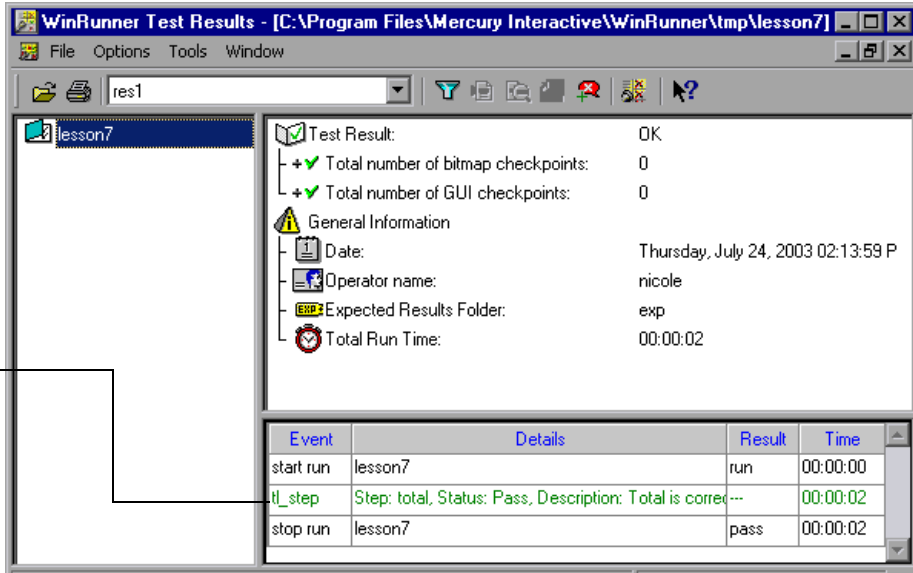 WinRunner Test Results - [C:\Program Files\Mercury Interactive\WinRunner\tmp\lesson7]
File Options Tools Window
res1
lesson7
Test Result: OK
Total number of bitmap checkpoints: 0
Total number of GUI checkpoints: 0
General Information
Date: Thursday, July 24, 2003 02:13:59 P
Operator name: nicole
EXP Expected Results Folder: exp
Total Run Time: 00:00:02
Event Details Result Time
start run lesson7 run 00:00:00
tl_step Step: total, Status: Pass, Description: Total is correc --- 00:00:02
stop run lesson7 pass 00:00:02